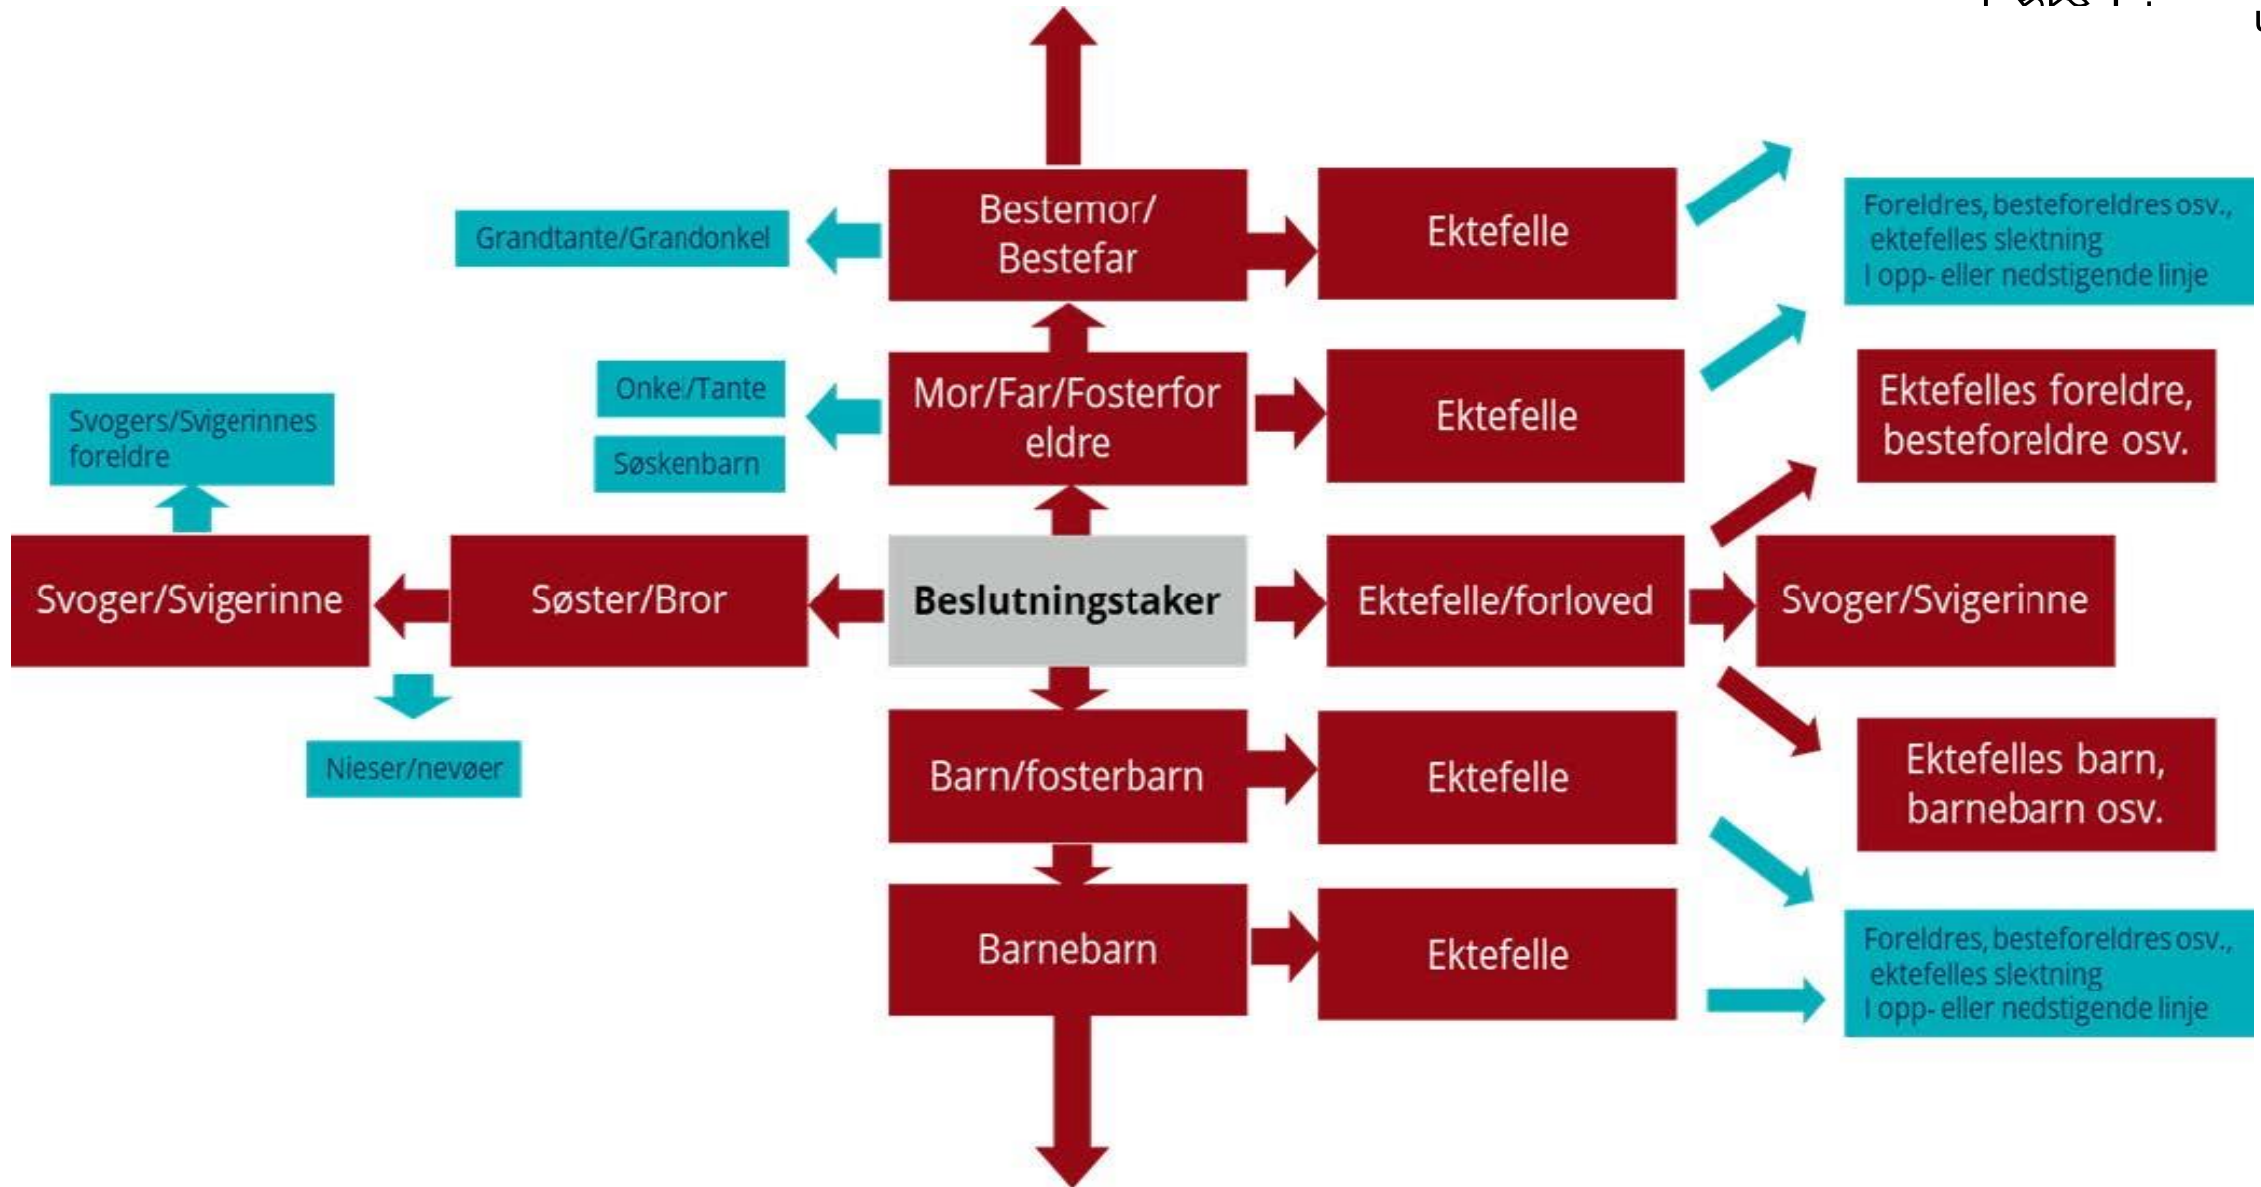 Bestemor/
Bestefar
Ektefelle
Foreldres, besteforeldres osv.,
ektefelles slektning
I opp- eller nedstigende linje
Grandtante/Grandonkel
Onkel/Tante
Søskenbarn
Mor/Far/Fosterfor
eldre
Ektefelle
Ektefelles foreldre,
besteforeldre osv.
Svogers/Svigerinnes
foreldre
Svoger/Svigerinne
Søster/Bror
Beslutningstaker
Ektefelle/forloved
Svoger/Svigerinne
Nieser/nevøer
Barn/fosterbarn
Ektefelle
Ektefelles barn,
barnebarn osv.
Barnebarn
Ektefelle
Foreldres, besteforeldres osv.,
ektefelles slektning
I opp- eller nedstigende linje